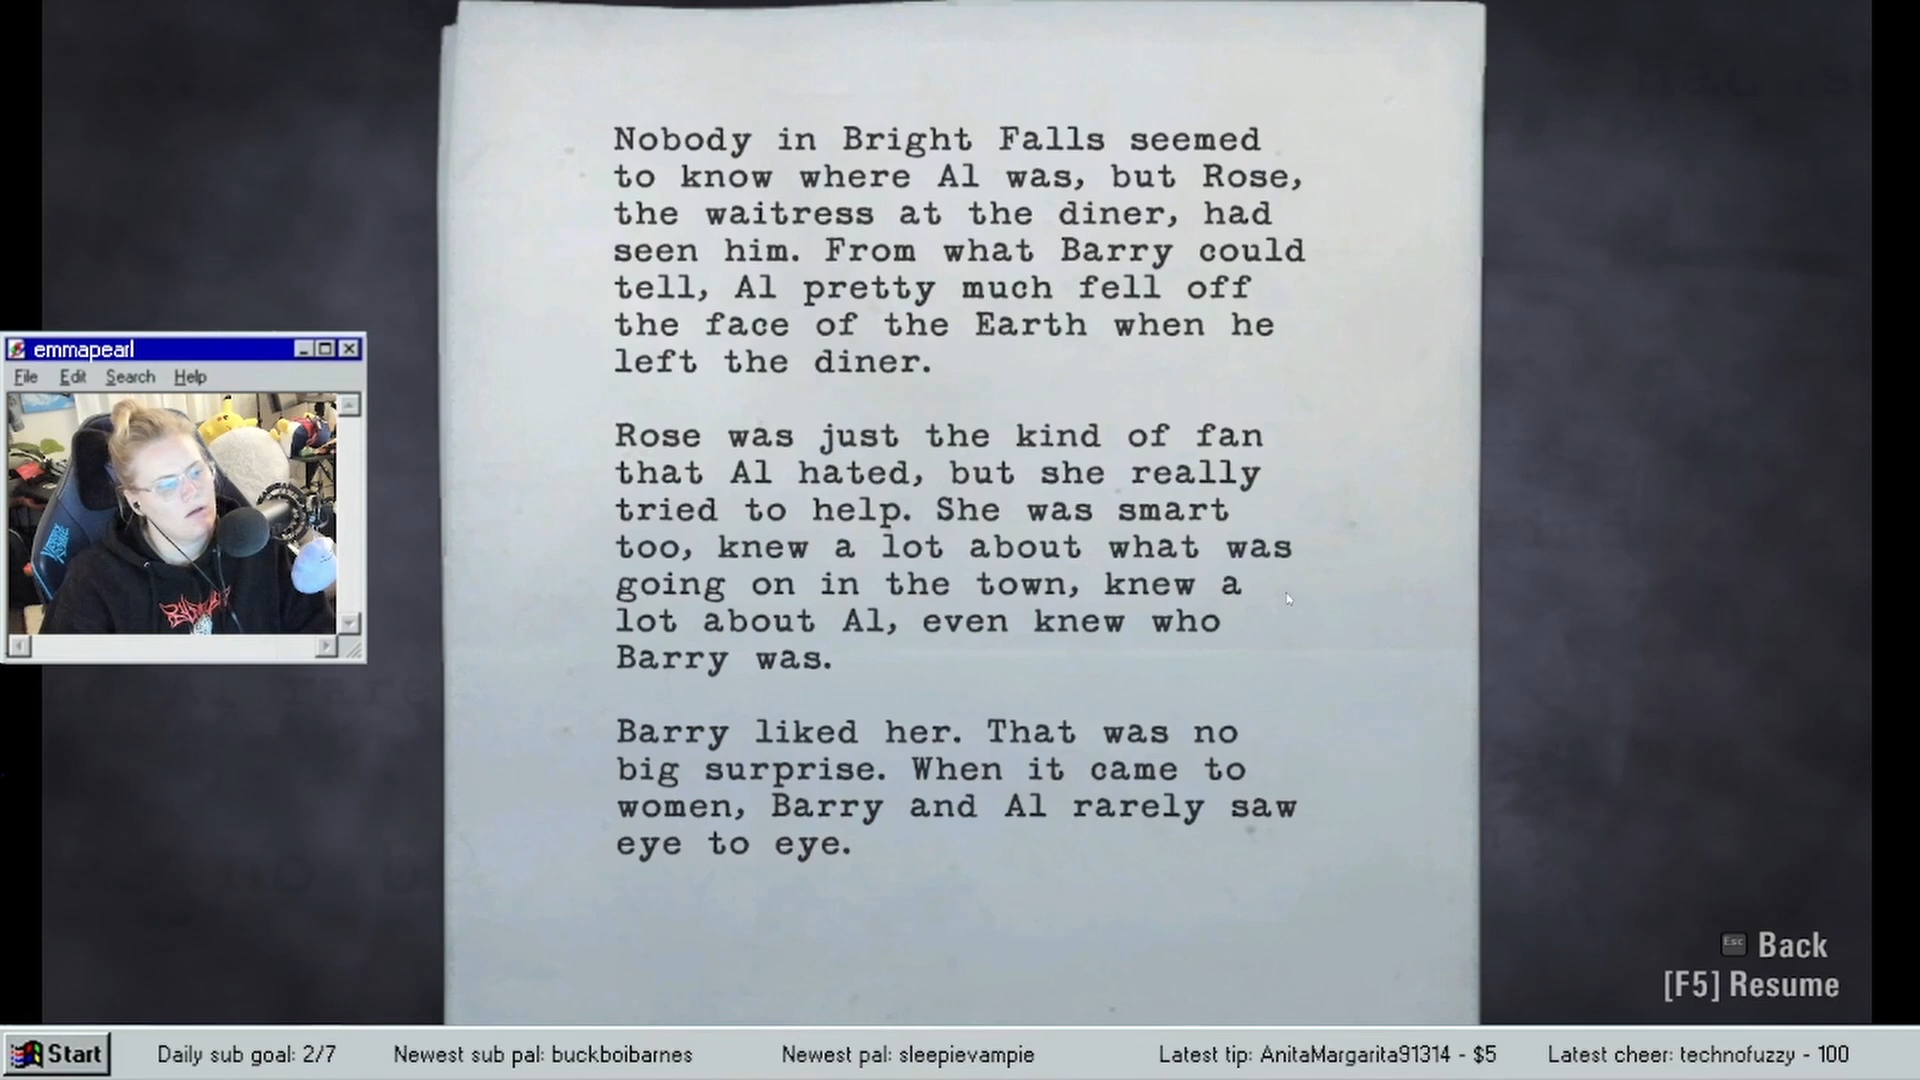 Nobody in Bright Falls seemed
to know where Al was, but Rose,
the waitress at the diner, had
seen him. From what Barry could
tell, Al pretty much fell off
the face of the Earth when he
left the diner.
Rose was just the kind of fan
that Al hated, but she really
tried to help. She was smart
too, knew a lot about what was
going on in the town, knew a
lot about Al, even knew who
Barry was.
Barry liked her. That was no
big surprise. When it came to
women, Barry and Al rarely saw
eye to eye.
emmapearl
File Edit Search Help
Esc Back
[F5] Resume
Start
Daily sub goal: 2/7
Newest sub pal: buckboibarnes
Newest pal: sleepievampie
Latest tip: AnitaMargarita91314 - $5
Latest cheer: technofuzzy - 100